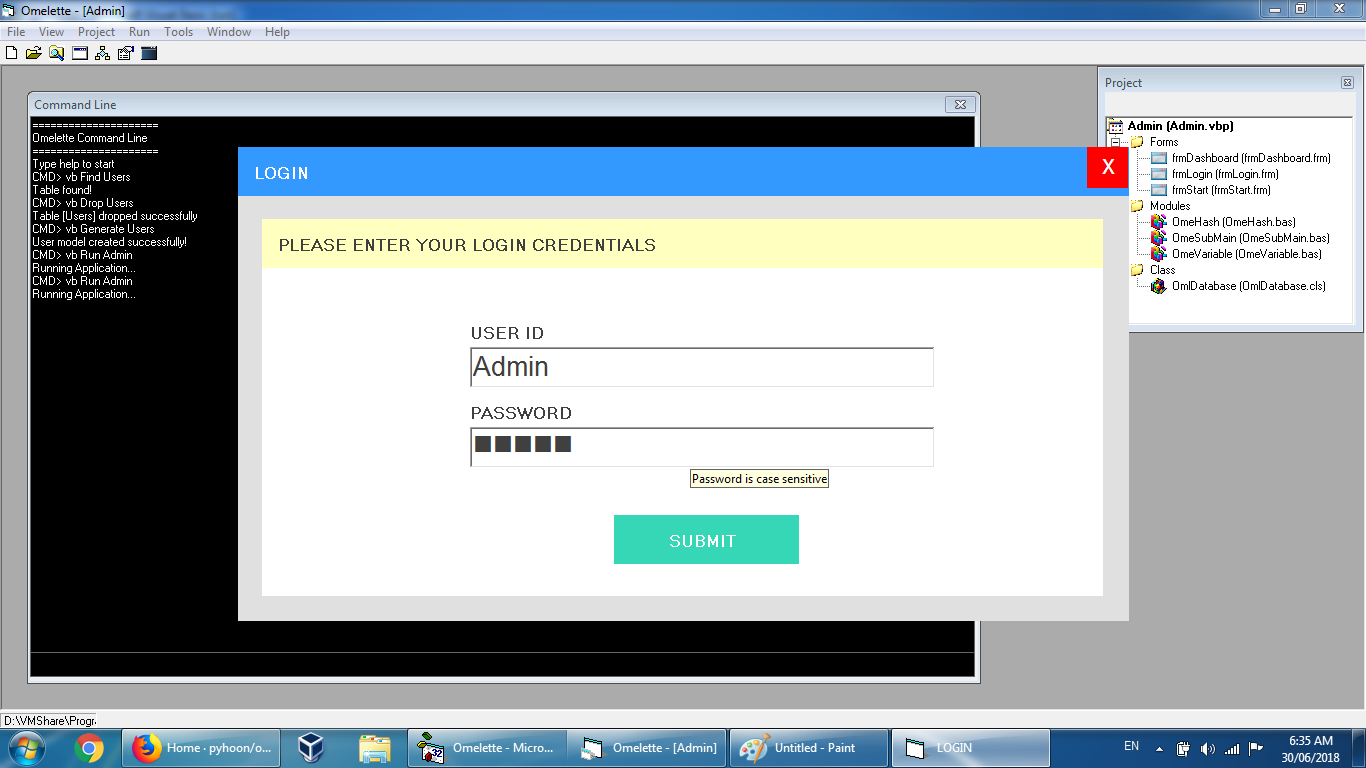 Omelette - [Admin]
File View Project Run Tools Window Help
Command Line
=====================
Omelette Command Line
=====================
Type help to start
CMD> vb Find Users
Table found!
CMD> vb Drop Users
Table [Users] dropped successfully
CMD> vb Generate Users
User model created successfully!
CMD> vb Run Admin
Running Application...
CMD> vb Run Admin
Running Application...
LOGIN
X
PLEASE ENTER YOUR LOGIN CREDENTIALS
USER ID
Admin
PASSWORD
Password is case sensitive
SUBMIT
Project
Admin (Admin.vbp)
Forms
frmDashboard (frmDashboard.frm)
frmLogin (frmLogin.frm)
frmStart (frmStart.frm)
Modules
OmeHash (OmeHash.bas)
OmeSubMain (OmeSubMain.bas)
OmeVariable (OmeVariable.bas)
Class
OmlDatabase (OmlDatabase.cls)
D:\VMShare\Progr
Home · pyhoon/o...
Omelette - Micro...
Omelette - [Admin]
Untitled - Paint
LOGIN
EN
6:35 AM
30/06/2018